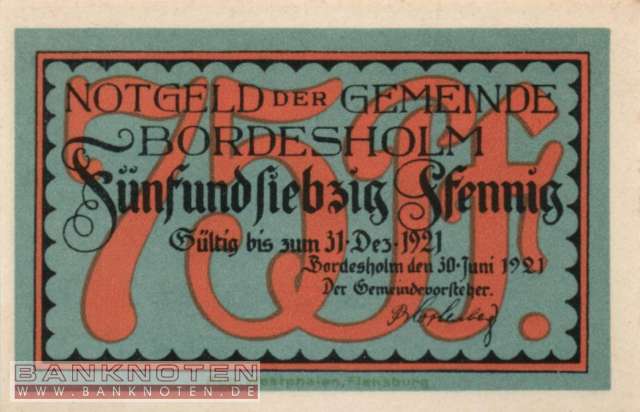 75 Pf.
NOTGELD DER GEMEINDE
BORDESHOLM
Fünfundsiebzig Pfennig
Gültig bis zum 31. Dez. 1921
Bordesholm den 30. Juni 1921
Der Gemeindevorsteher.
BANKNOTEN
WWW.BANKNOTEN.DE
Flensburg